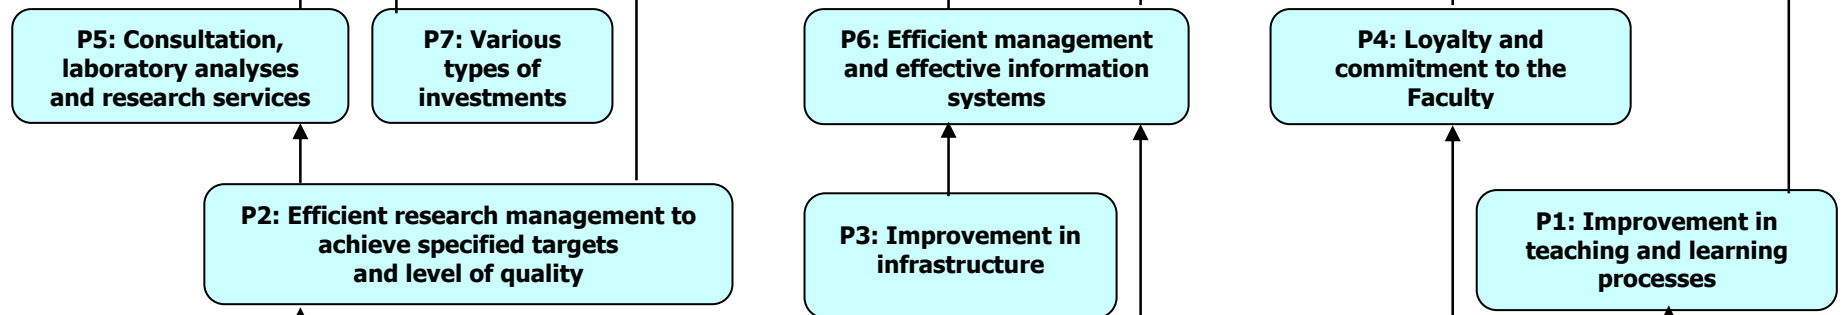 P5: Consultation,
laboratory analyses
and research services
P7: Various
types of
investments
P6: Efficient management
and effective information
systems
P4: Loyalty and
commitment to the
Faculty
P2: Efficient research management to
achieve specified targets
and level of quality
P3: Improvement in
infrastructure
P1: Improvement in
teaching and learning
processes